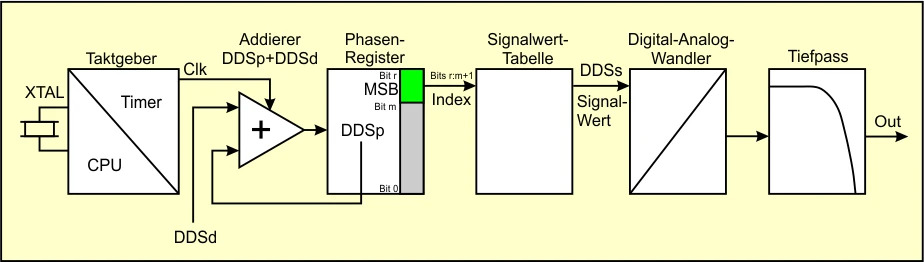 Taktgeber
Addierer
DDSp+DDSd
Phasen-
Register
Signalwert-
Tabelle
Digital-Analog-
Wandler
Tiefpass
XTAL
Timer
CPU
Clk
+
DDSd
Bit r
MSB
Bit m
DDSp
Bit 0
Bits r:m+1
Index
DDSs
Signal-
Wert
Out